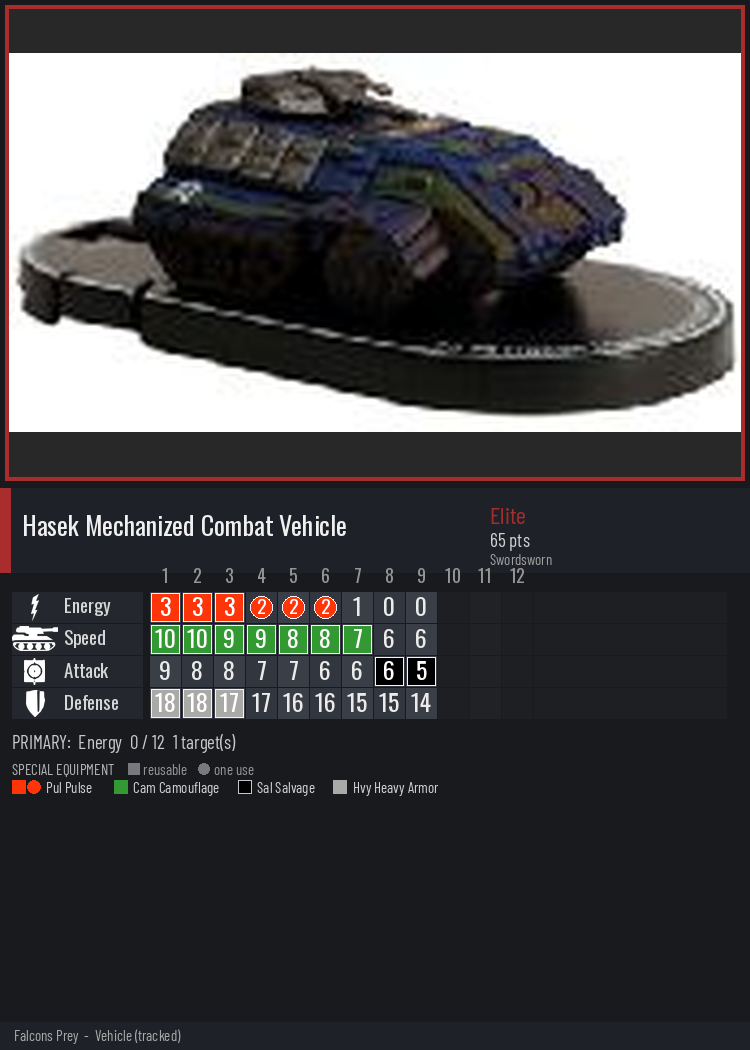 Hasek Mechanized Combat Vehicle
Elite
65 pts
Swordsworn
1 2 3 4 5 6 7 8 9 10 11 12
Energy 3 3 3 2 2 2 1 0 0
Speed 10 10 9 9 8 8 7 6 6
Attack 9 8 8 7 7 6 6 6 5
Defense 18 18 17 17 16 16 15 15 14
PRIMARY: Energy 0 / 12 1 target(s)
SPECIAL EQUIPMENT reusable one use
Pul Pulse Cam Camouflage Sal Salvage Hvy Heavy Armor
Falcons Prey - Vehicle (tracked)